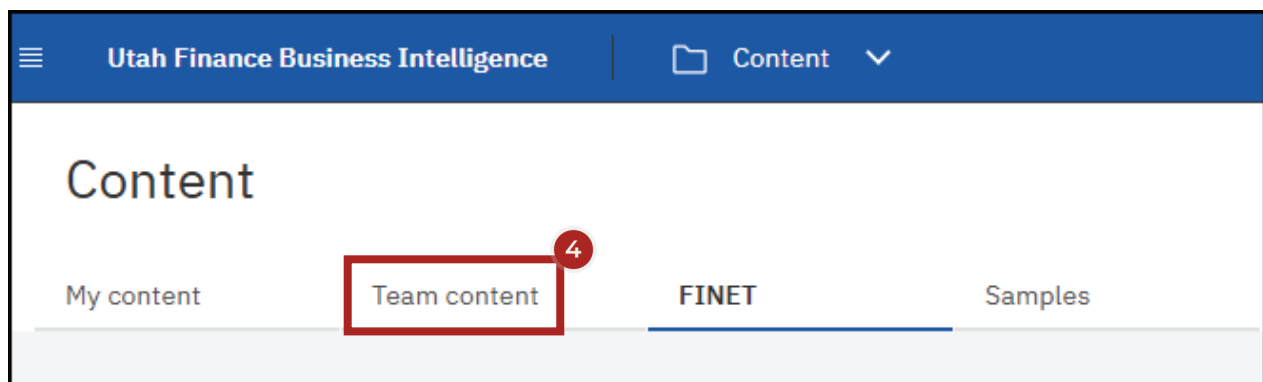 Utah Finance Business Intelligence Content
Content
4
My content Team content FINET Samples